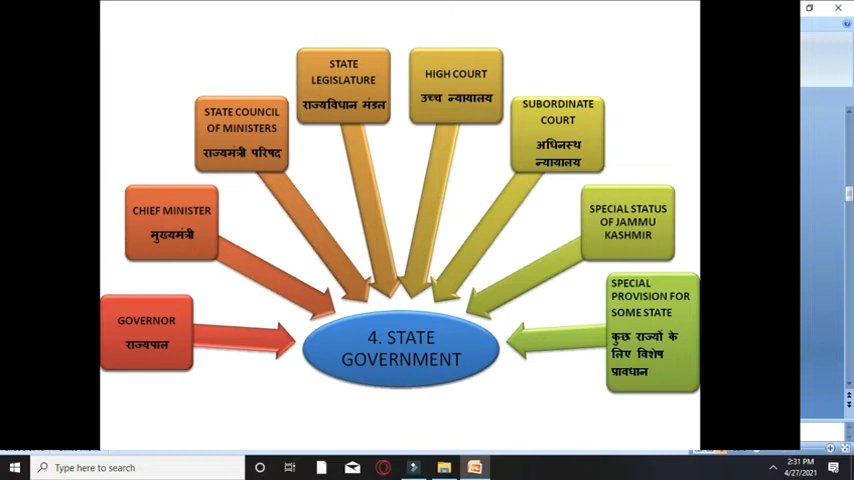 STATE
LEGISLATURE
राज्यविधान मंडल
HIGH COURT
उच्च न्यायालय
STATE COUNCIL
OF MINISTERS
राज्यमंत्री परिषद
SUBORDINATE
COURT
अधिनस्थ
न्यायालय
CHIEF MINISTER
मुख्यमंत्री
SPECIAL STATUS
OF JAMMU
KASHMIR
GOVERNOR
राज्यपाल
SPECIAL
PROVISION FOR
SOME STATE
कुछ राज्यों के
लिए विशेष
प्रावधान
4. STATE
GOVERNMENT
Type here to search
2:31 PM
4/27/2021